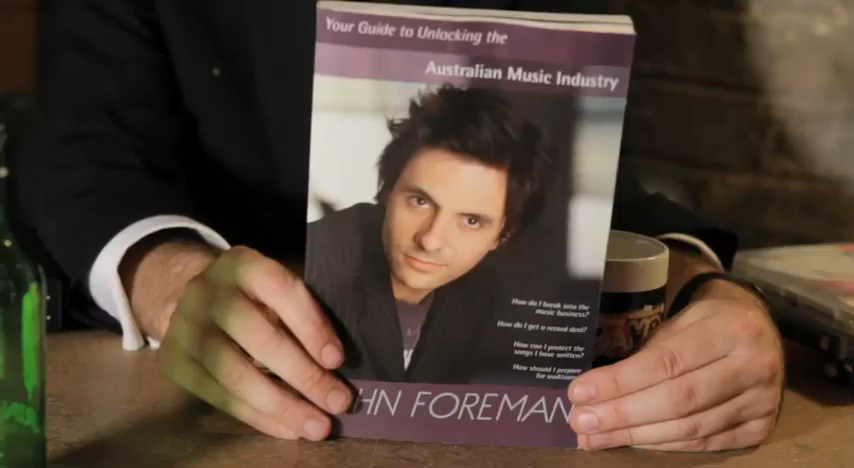 Your Guide to Unlocking the
Australian Music Industry
How do I break into the
music business?
How do I get a record deal?
How can I protect the
songs I have written?
How should I prepare
for auditions
HN FOREMAN